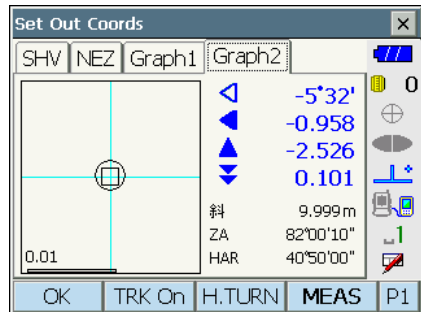 Set Out Coords
SHV NEZ Graph1 Graph2
-5°32'
0
-0.958
-2.526
0.101
斜 9.999m
ZA 82°00'10"
1
0.01
HAR 40°50'00"
OK TRK On H.TURN MEAS P1